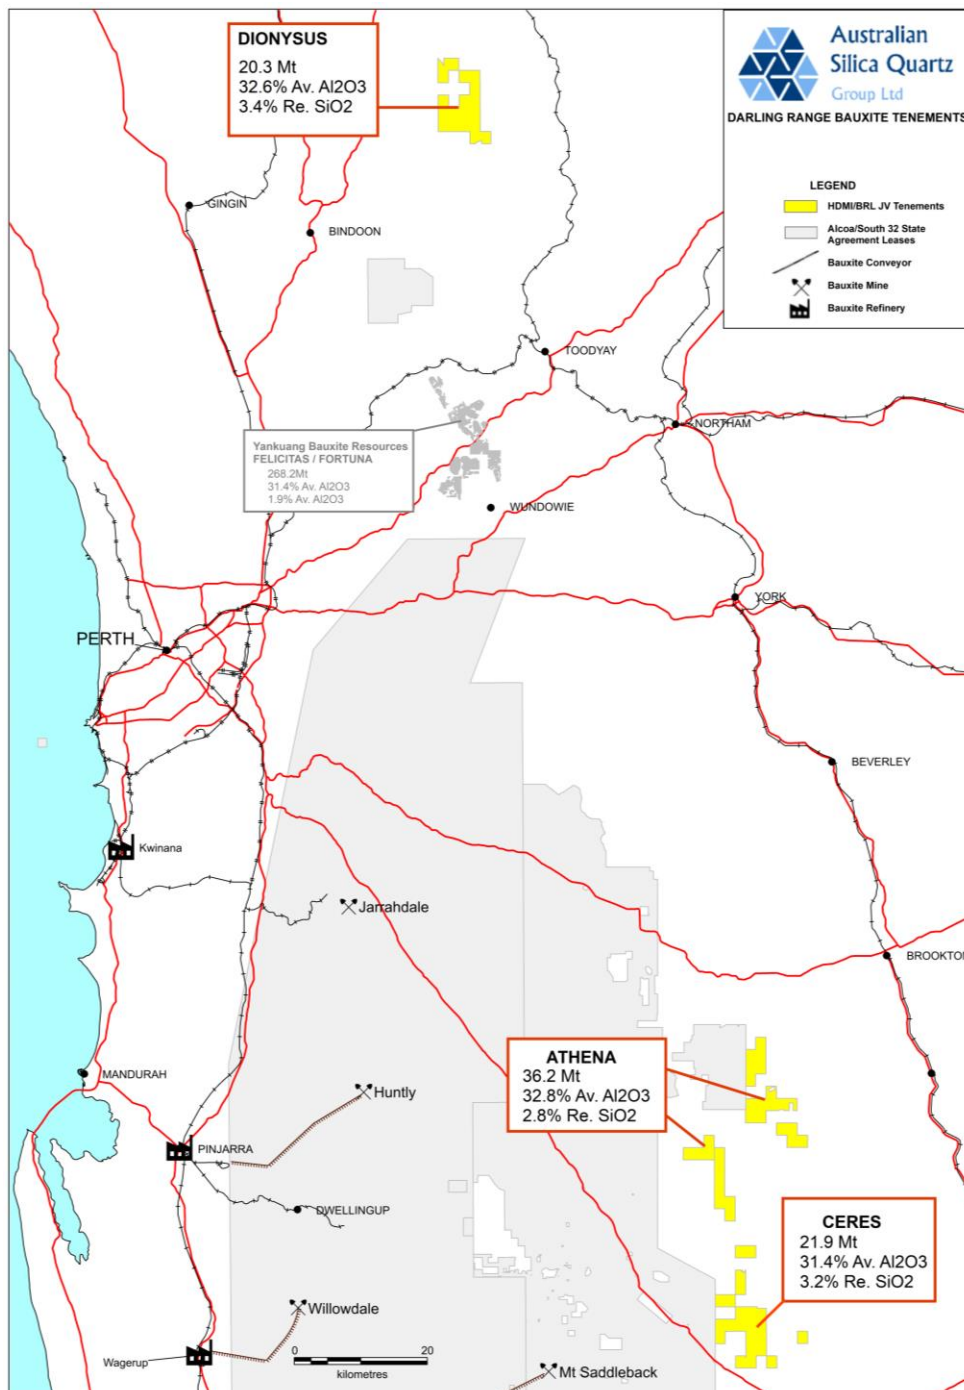 DIONYSUS
20.3 Mt
32.6% Av. Al2O3
3.4% Re. SiO2
Australian
Silica Quartz
Group Ltd
DARLING RANGE BAUXITE TENEMENTS
LEGEND
HDMI/BRL JV Tenements
Alcoa/South 32 State
Agreement Leases
Bauxite Conveyor
Bauxite Mine
Bauxite Refinery
GINGIN
BINDOON
TOODYAY
NORTHAM
Yankuang Bauxite Resources
FELICITAS / FORTUNA
268.2Mt
31.4% Av. Al2O3
1.9% Av. Al2O3
WUNDOWIE
YORK
PERTH
BEVERLEY
Kwinana
Jarrahdale
BROOKTON
ATHENA
36.2 Mt
32.8% Av. Al2O3
2.8% Re. SiO2
MANDURAH
Huntly
PINJARRA
DWELLINGUP
CERES
21.9 Mt
31.4% Av. Al2O3
3.2% Re. SiO2
Willowdale
Wagerup
0 20
kilometres
Mt Saddleback